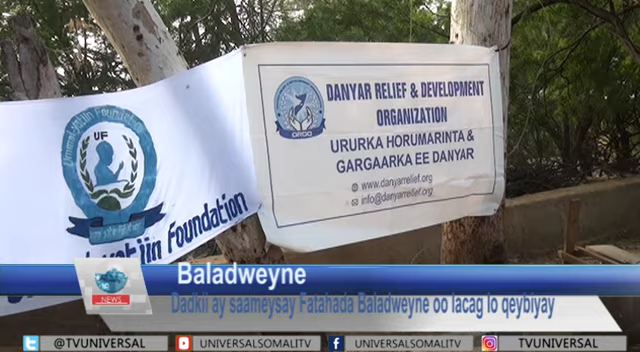 UF
Foundation
DANYAR RELIEF & DEVELOPMENT
ORGANIZATION
URURKA HORUMARINTA &
GARGAARKA EE DANYAR
www.danyarrelief.org
info@danyarrelief.org
DRDO
Baladweyne
NEWS
Dadkii ay saameysay Fatahada Baladweyne oo lacag lo qeybiyay
@TVUNIVERSAL
UNIVERSALSOMALITV
UNIVERSALSOMALITV
@TVUNIVERSAL